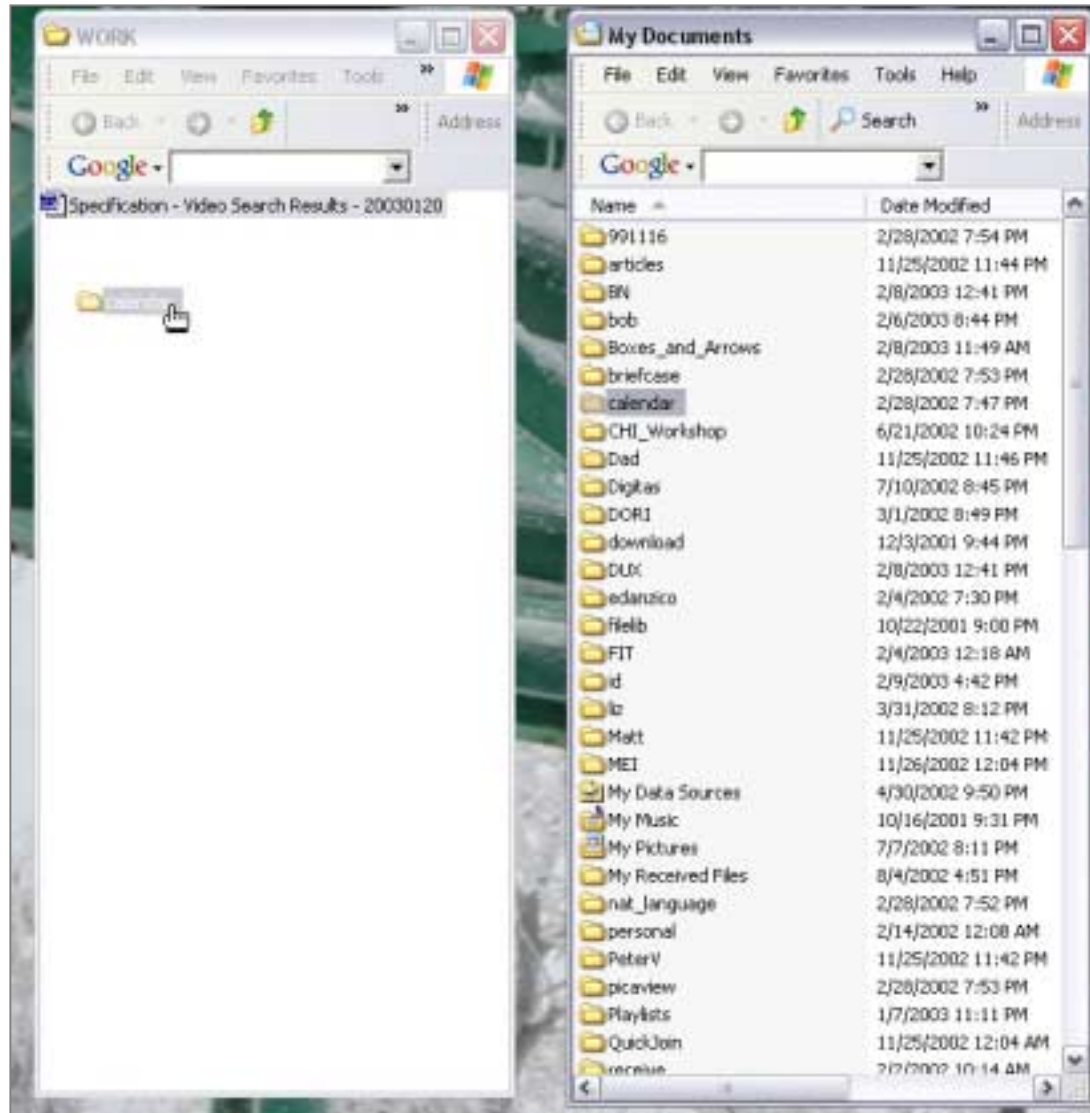 WORK
File Edit View Favorites Tools »
Back » Address
Google
Specification - Video Search Results - 20030120
My Documents
File Edit View Favorites Tools Help
Back Search » Address
Google
Name Date Modified
991116 2/28/2002 7:54 PM
articles 11/25/2002 11:44 PM
BN 2/8/2003 12:41 PM
bob 2/6/2003 8:44 PM
Boxes_and_Arrows 2/8/2003 11:49 AM
briefcase 2/28/2002 7:53 PM
calendar 2/28/2002 7:47 PM
CHI_Workshop 6/21/2002 10:24 PM
Dad 11/25/2002 11:46 PM
Digitas 7/10/2002 8:45 PM
DORI 3/1/2002 8:49 PM
download 12/3/2001 9:44 PM
DUX 2/8/2003 12:41 PM
edanzico 2/4/2002 7:30 PM
filelib 10/22/2001 9:00 PM
FIT 2/4/2003 12:18 AM
id 2/9/2003 4:42 PM
liz 3/31/2002 8:12 PM
Matt 11/25/2002 11:42 PM
MEI 11/26/2002 12:04 PM
My Data Sources 4/30/2002 9:50 PM
My Music 10/16/2001 9:31 PM
My Pictures 7/7/2002 8:11 PM
My Received Files 8/4/2002 4:51 PM
nat_language 2/28/2002 7:52 PM
personal 2/14/2002 12:08 AM
PeterV 11/25/2002 11:42 PM
picaview 2/28/2002 7:53 PM
Playlists 1/7/2003 11:11 PM
QuickJoin 11/25/2002 12:04 AM
receive 2/2/2002 10:14 AM